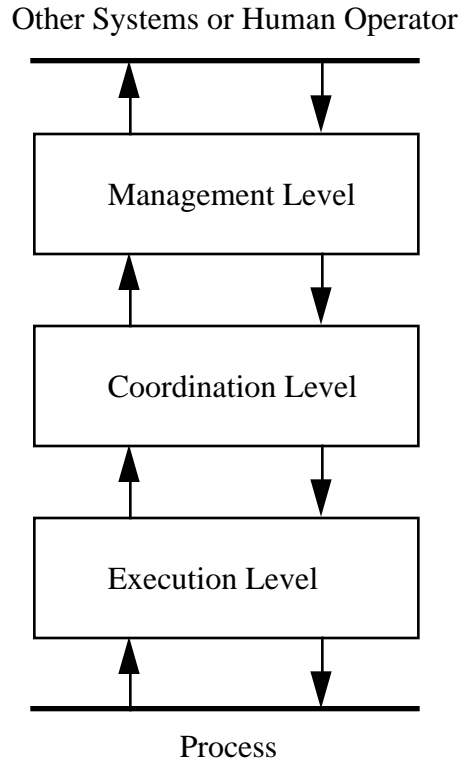 Other Systems or Human Operator
Management Level
Coordination Level
Execution Level
Process